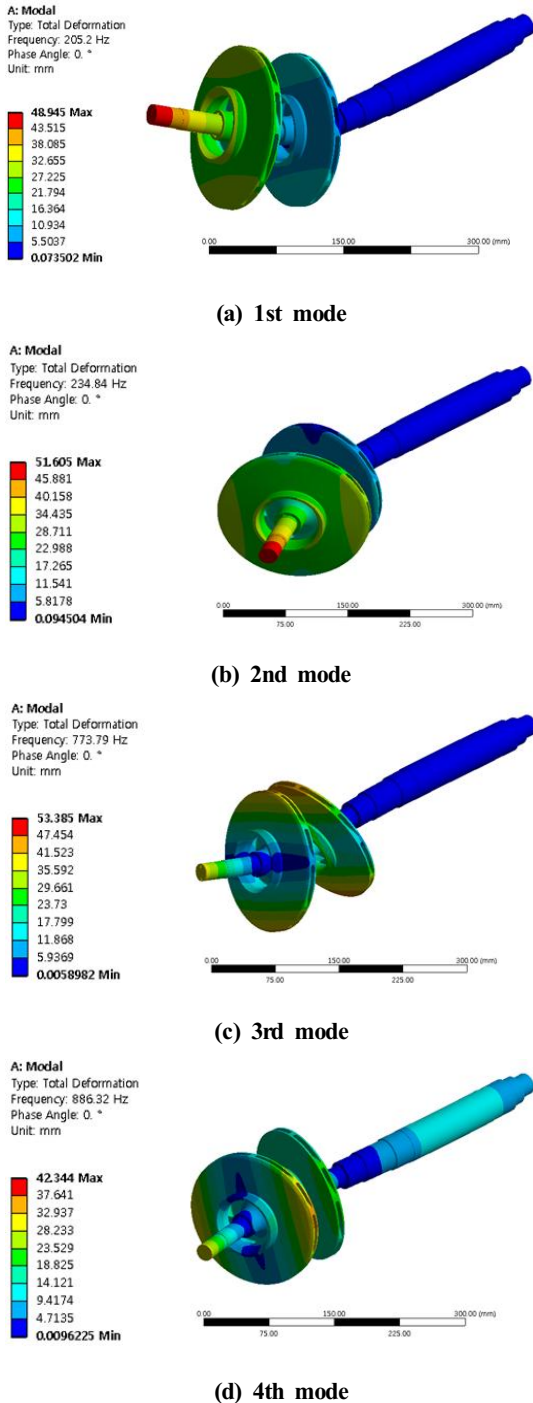 A: Modal
Type: Total Deformation
Frequency: 205.2 Hz
Phase Angle: 0. °
Unit: mm
48.945 Max
43.515
38.085
32.655
27.225
21.794
16.364
10.934
5.5037
0.073502 Min
0.00 150.00 300.00 (mm)
(a) 1st mode
A: Modal
Type: Total Deformation
Frequency: 234.84 Hz
Phase Angle: 0. °
Unit: mm
51.605 Max
45.881
40.158
34.435
28.711
22.988
17.265
11.541
5.8178
0.094504 Min
0.00 150.00 300.00 (mm)
75.00 225.00
(b) 2nd mode
A: Modal
Type: Total Deformation
Frequency: 773.79 Hz
Phase Angle: 0. °
Unit: mm
53.385 Max
47.454
41.523
35.592
29.661
23.73
17.799
11.868
5.9369
0.0058982 Min
0.00 150.00 300.00 (mm)
75.00 225.00
(c) 3rd mode
A: Modal
Type: Total Deformation
Frequency: 886.32 Hz
Phase Angle: 0. °
Unit: mm
42.344 Max
37.641
32.937
28.233
23.529
18.825
14.121
9.4174
4.7135
0.0096225 Min
0.00 150.00 300.00 (mm)
75.00 225.00
(d) 4th mode